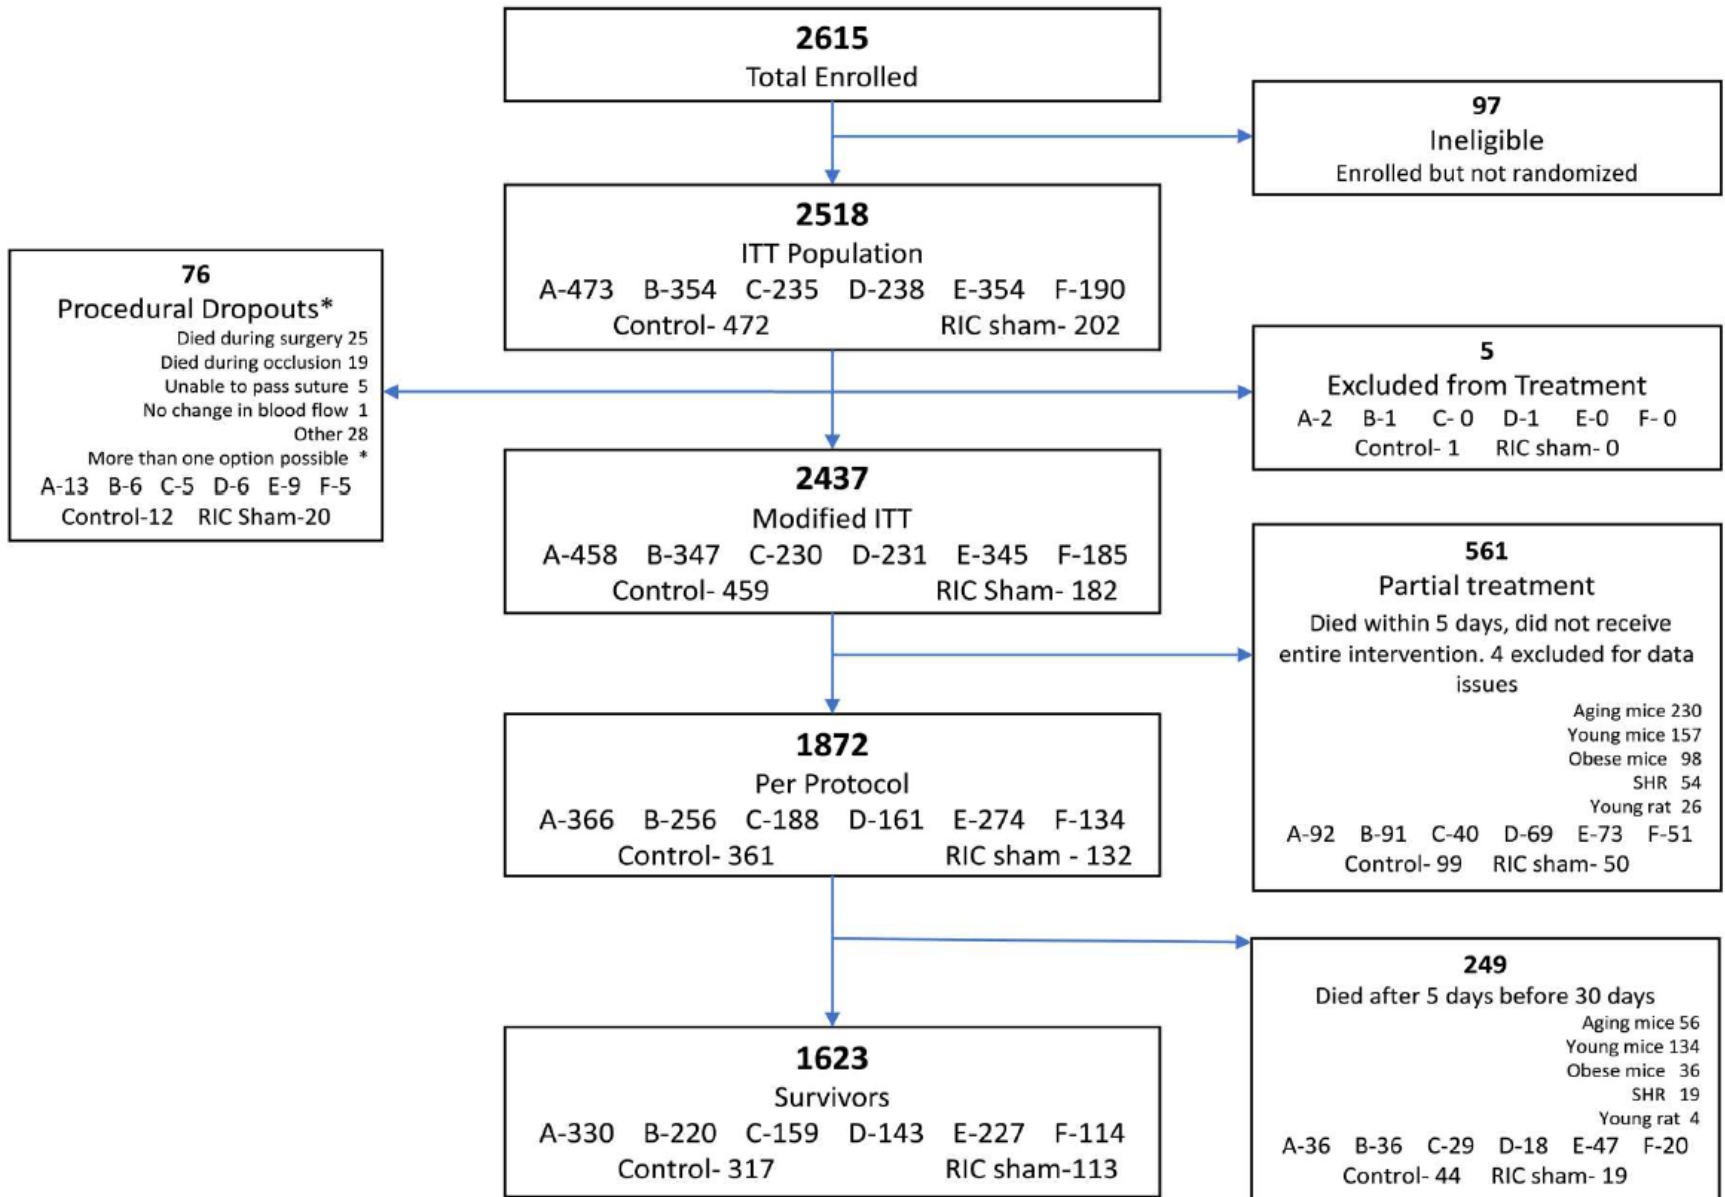 2615
Total Enrolled
97
Ineligible
Enrolled but not randomized
2518
ITT Population
A-473 B-354 C-235 D-238 E-354 F-190
Control- 472 RIC sham- 202
76
Procedural Dropouts*
Died during surgery 25
Died during occlusion 19
Unable to pass suture 5
No change in blood flow 1
Other 28
More than one option possible *
A-13 B-6 C-5 D-6 E-9 F-5
Control-12 RIC Sham-20
5
Excluded from Treatment
A-2 B-1 C- 0 D-1 E-0 F- 0
Control- 1 RIC sham- 0
2437
Modified ITT
A-458 B-347 C-230 D-231 E-345 F-185
Control- 459 RIC Sham- 182
561
Partial treatment
Died within 5 days, did not receive
entire intervention. 4 excluded for data
issues
Aging mice 230
Young mice 157
Obese mice 98
SHR 54
Young rat 26
A-92 B-91 C-40 D-69 E-73 F-51
Control- 99 RIC sham- 50
1872
Per Protocol
A-366 B-256 C-188 D-161 E-274 F-134
Control- 361 RIC sham - 132
249
Died after 5 days before 30 days
Aging mice 56
Young mice 134
Obese mice 36
SHR 19
Young rat 4
A-36 B-36 C-29 D-18 E-47 F-20
Control- 44 RIC sham- 19
1623
Survivors
A-330 B-220 C-159 D-143 E-227 F-114
Control- 317 RIC sham-113